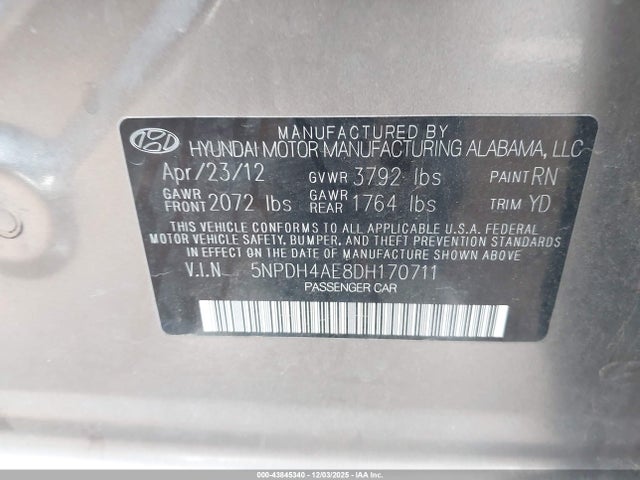 MANUFACTURED BY
HYUNDAI MOTOR MANUFACTURING ALABAMA, LLC
Apr/23/12 GVWR 3792 lbs PAINT RN
GAWR FRONT 2072 lbs GAWR REAR 1764 lbs TRIM YD
THIS VEHICLE CONFORMS TO ALL APPLICABLE U.S.A. FEDERAL
MOTOR VEHICLE SAFETY, BUMPER, AND THEFT PREVENTION STANDARDS
IN EFFECT ON THE DATE OF MANUFACTURE SHOWN ABOVE
V.I.N 5NPDH4AE8DH170711
PASSENGER CAR
000-43845340 - 12/03/2025 - IAA Inc.